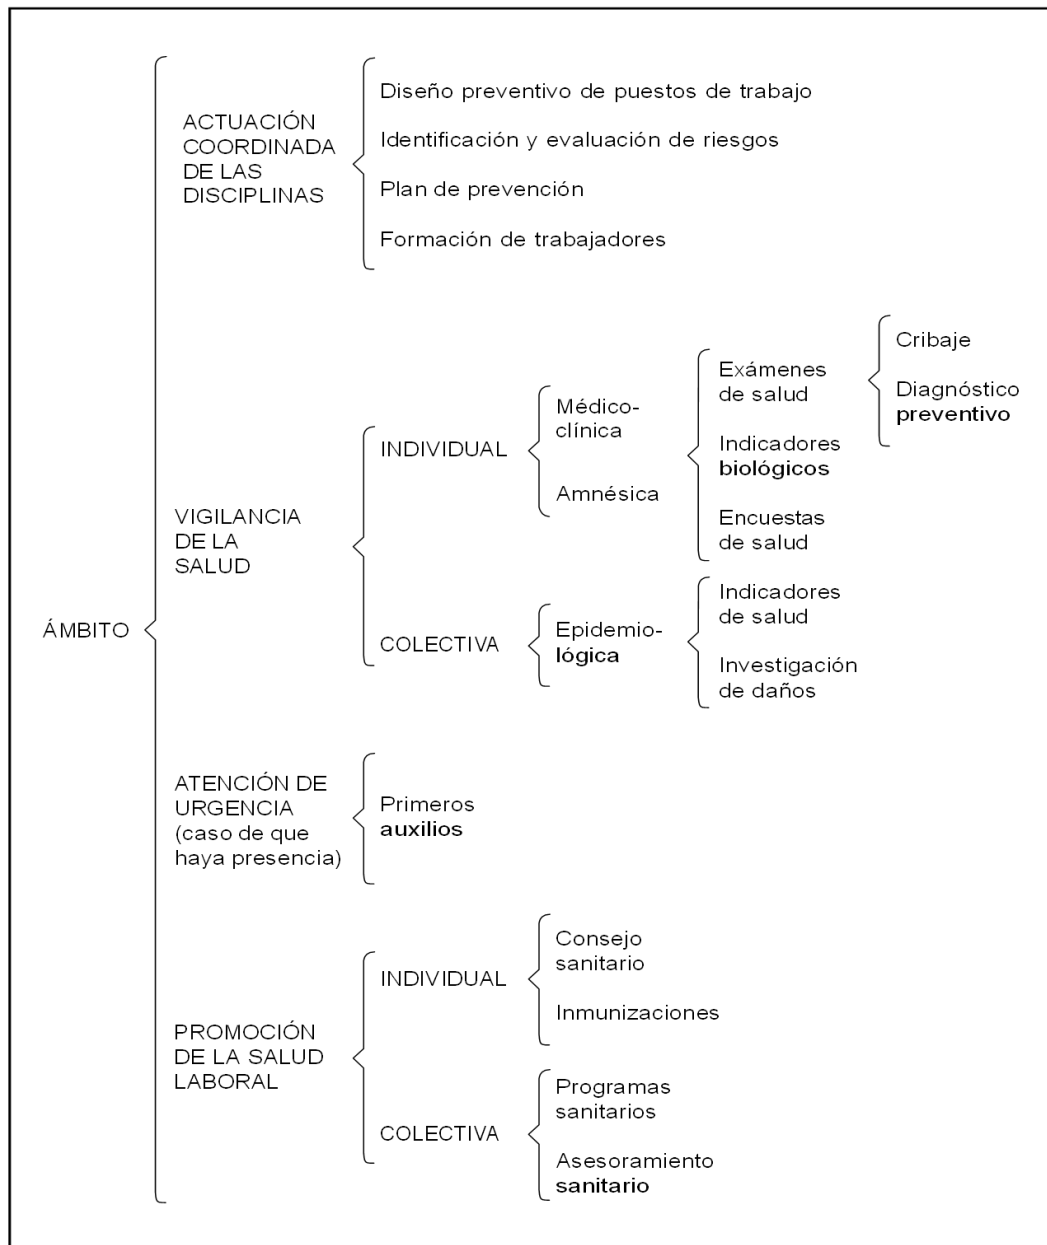 ÁMBITO
ACTUACIÓN
COORDINADA
DE LAS
DISCIPLINAS
Diseño preventivo de puestos de trabajo
Identificación y evaluación de riesgos
Plan de prevención
Formación de trabajadores
VIGILANCIA
DE LA
SALUD
INDIVIDUAL
Médico-
clínica
Amnésica
Exámenes
de salud
Cribaje
Diagnóstico
preventivo
Indicadores
biológicos
Encuestas
de salud
COLECTIVA
Epidemio-
lógica
Indicadores
de salud
Investigación
de daños
ATENCIÓN DE
URGENCIA
(caso de que
haya presencia)
Primeros
auxilios
PROMOCIÓN
DE LA SALUD
LABORAL
INDIVIDUAL
Consejo
sanitario
Inmunizaciones
COLECTIVA
Programas
sanitarios
Asesoramiento
sanitario